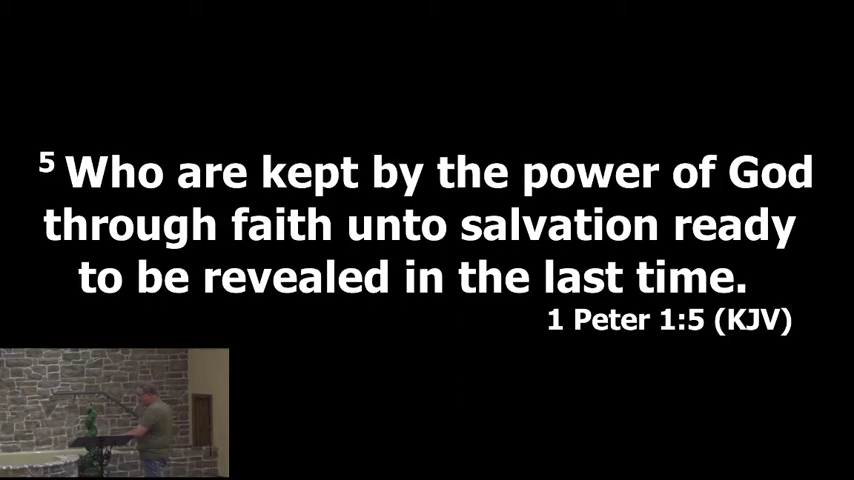 5 Who are kept by the power of God
through faith unto salvation ready
to be revealed in the last time.
1 Peter 1:5 (KJV)